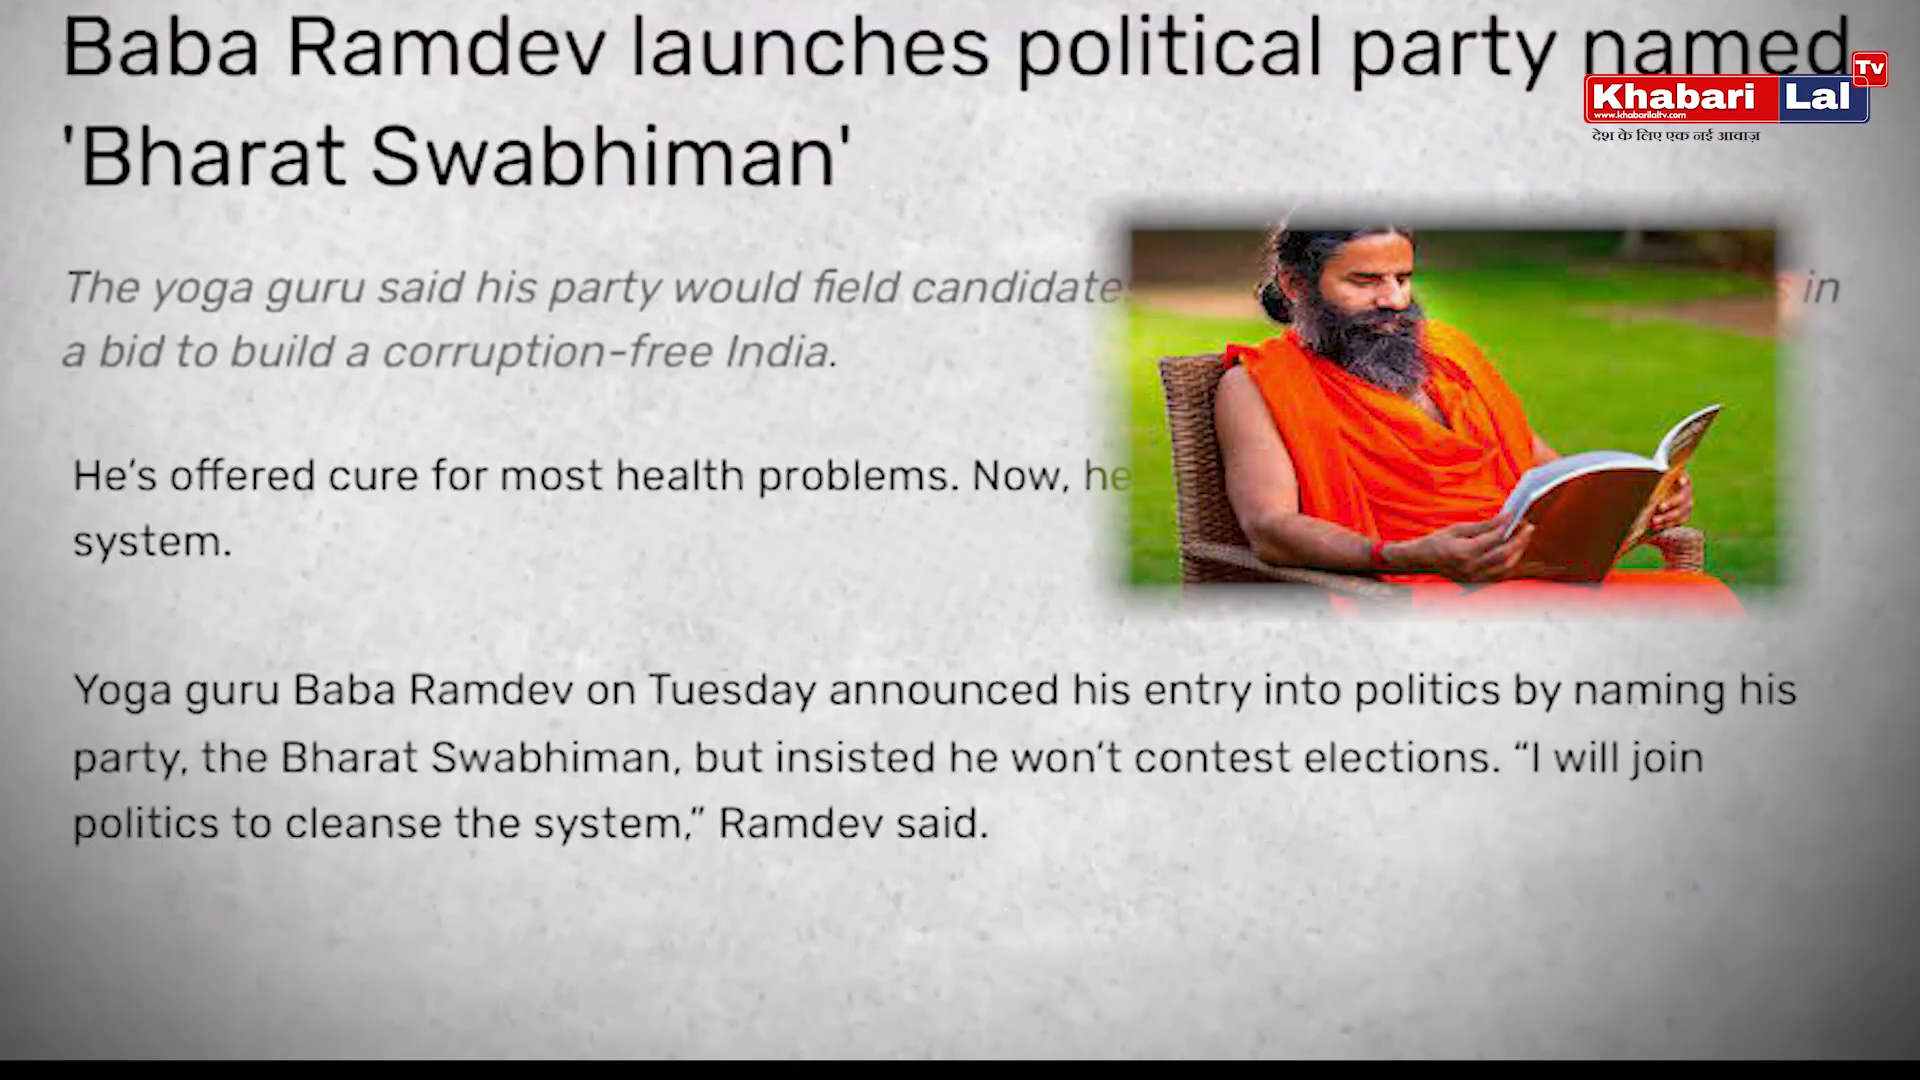 Baba Ramdev launches political party named
'Bharat Swabhiman'
Tv
Khabari Lal
www.khabarilaltv.com
देश के लिए एक नई आवाज़
The yoga guru said his party would field in
a bid to build a corruption-free India.
He's offered cure for most health problems. Now, he
system.
Yoga guru Baba Ramdev on Tuesday announced his entry into politics by naming his
party, the Bharat Swabhiman, but insisted he won't contest elections. “I will join
politics to cleanse the system,” Ramdev said.